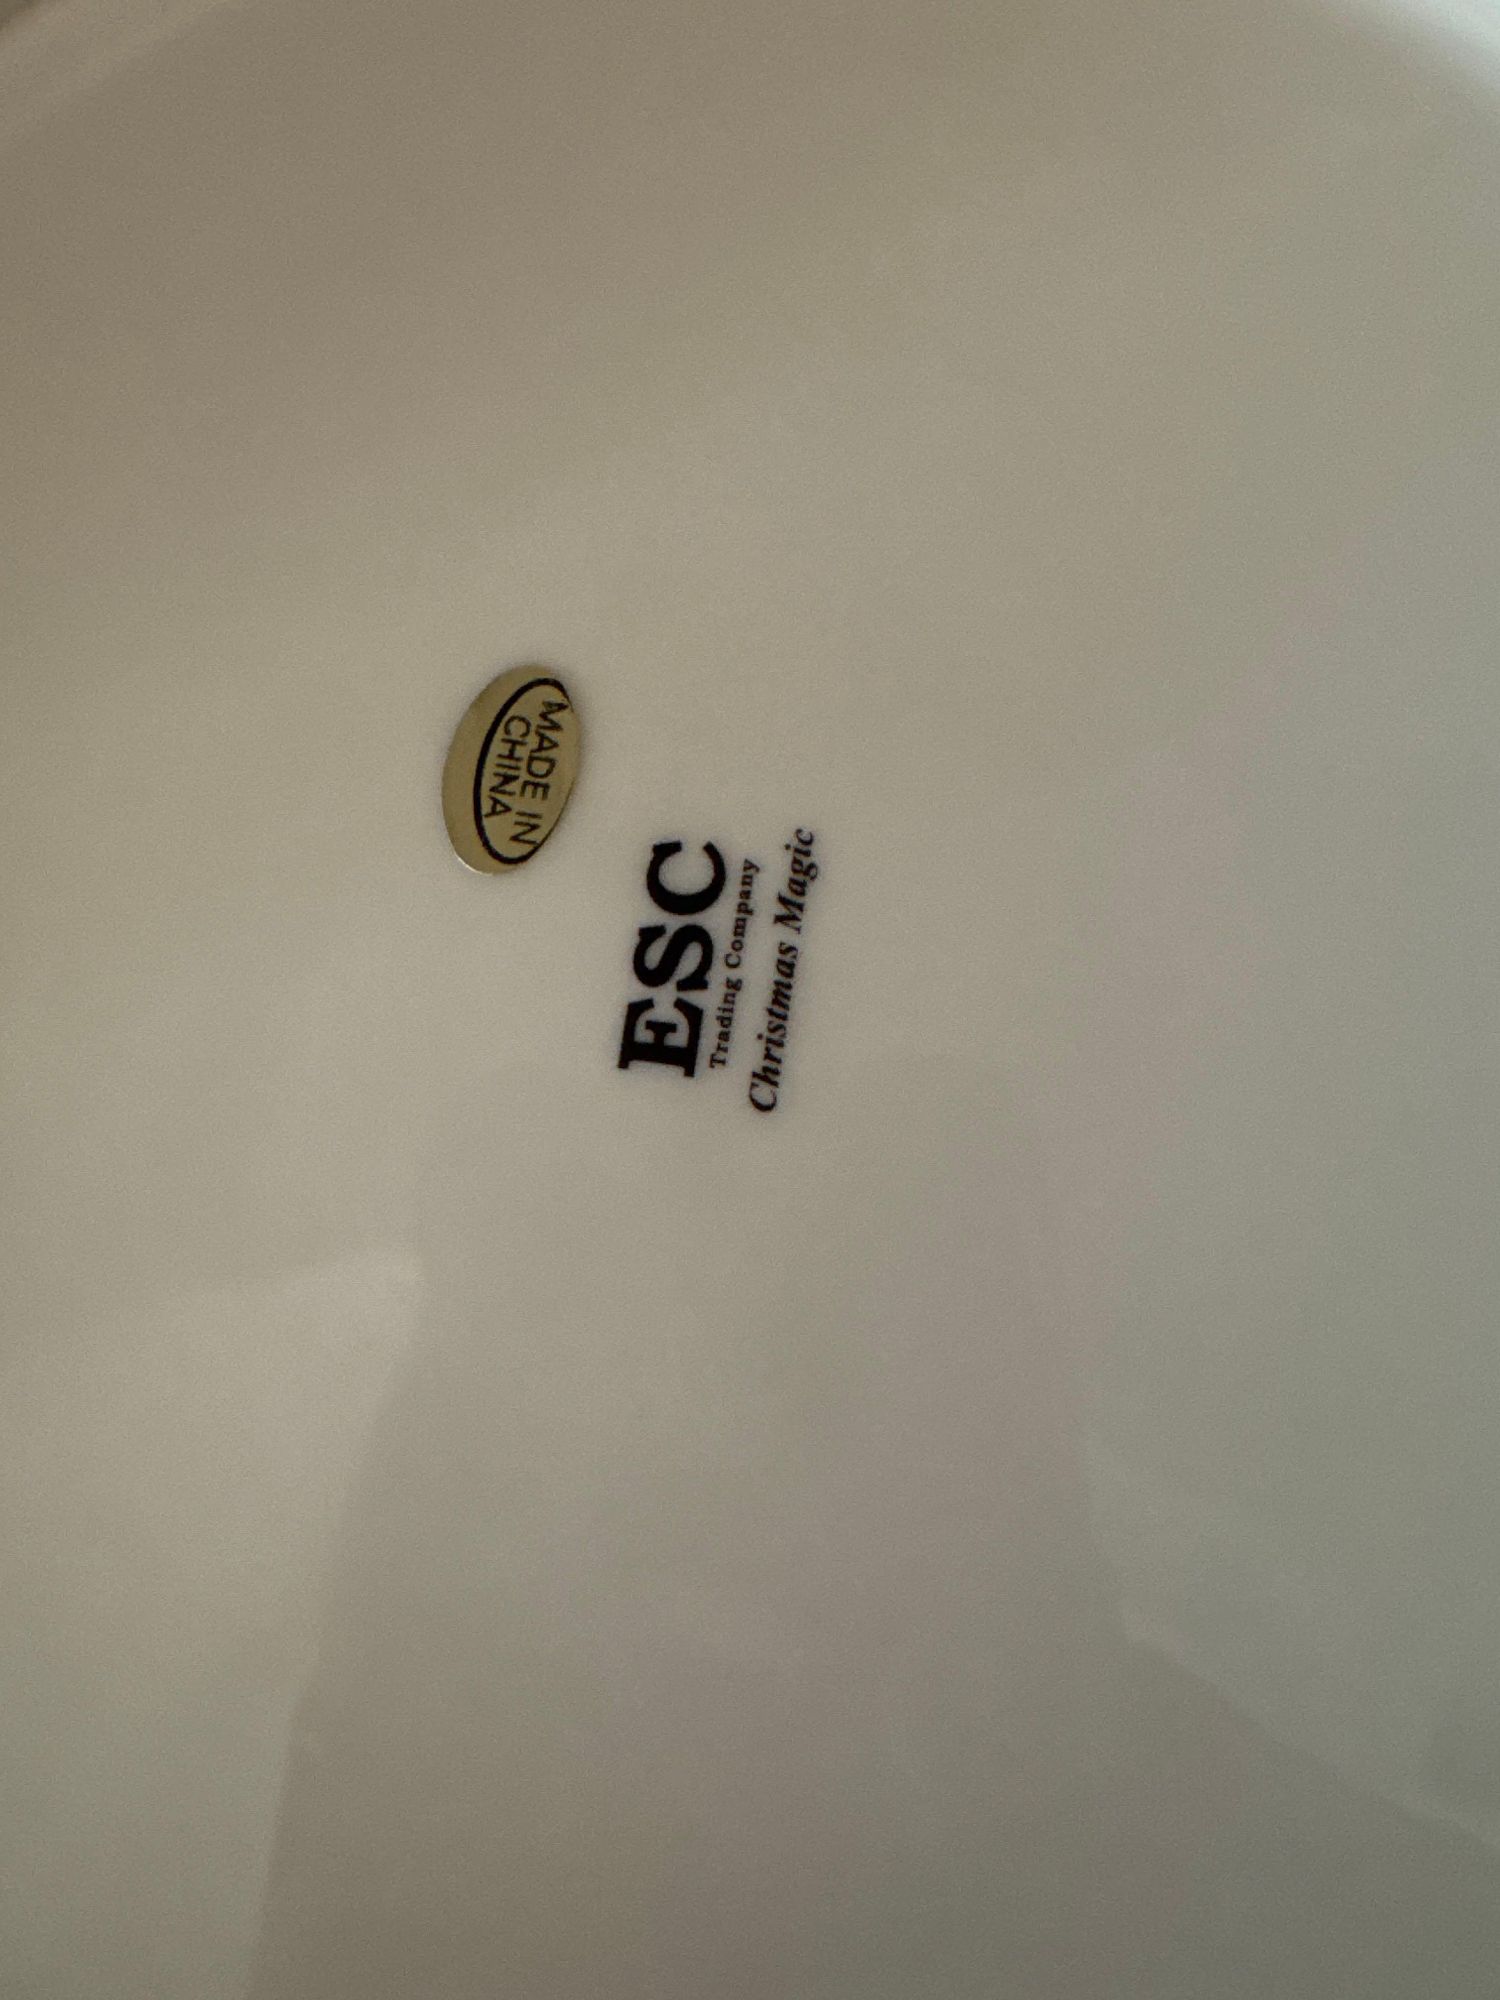 MADE IN
CHINA
ESC
Trading Company
Christmas Magic